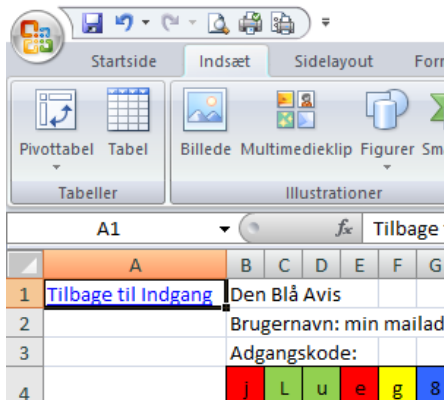 Startside Indsæt Sidelayout
Pivottabel Tabel Billede Multimedieklip Figurer
Tabeller Illustrationer
A1 fx Tilbage
A B C D E F G
1 Tilbage til Indgang Den Blå Avis
2 Brugernavn: min mailad
3 Adgangskode:
4 j L u e g 8